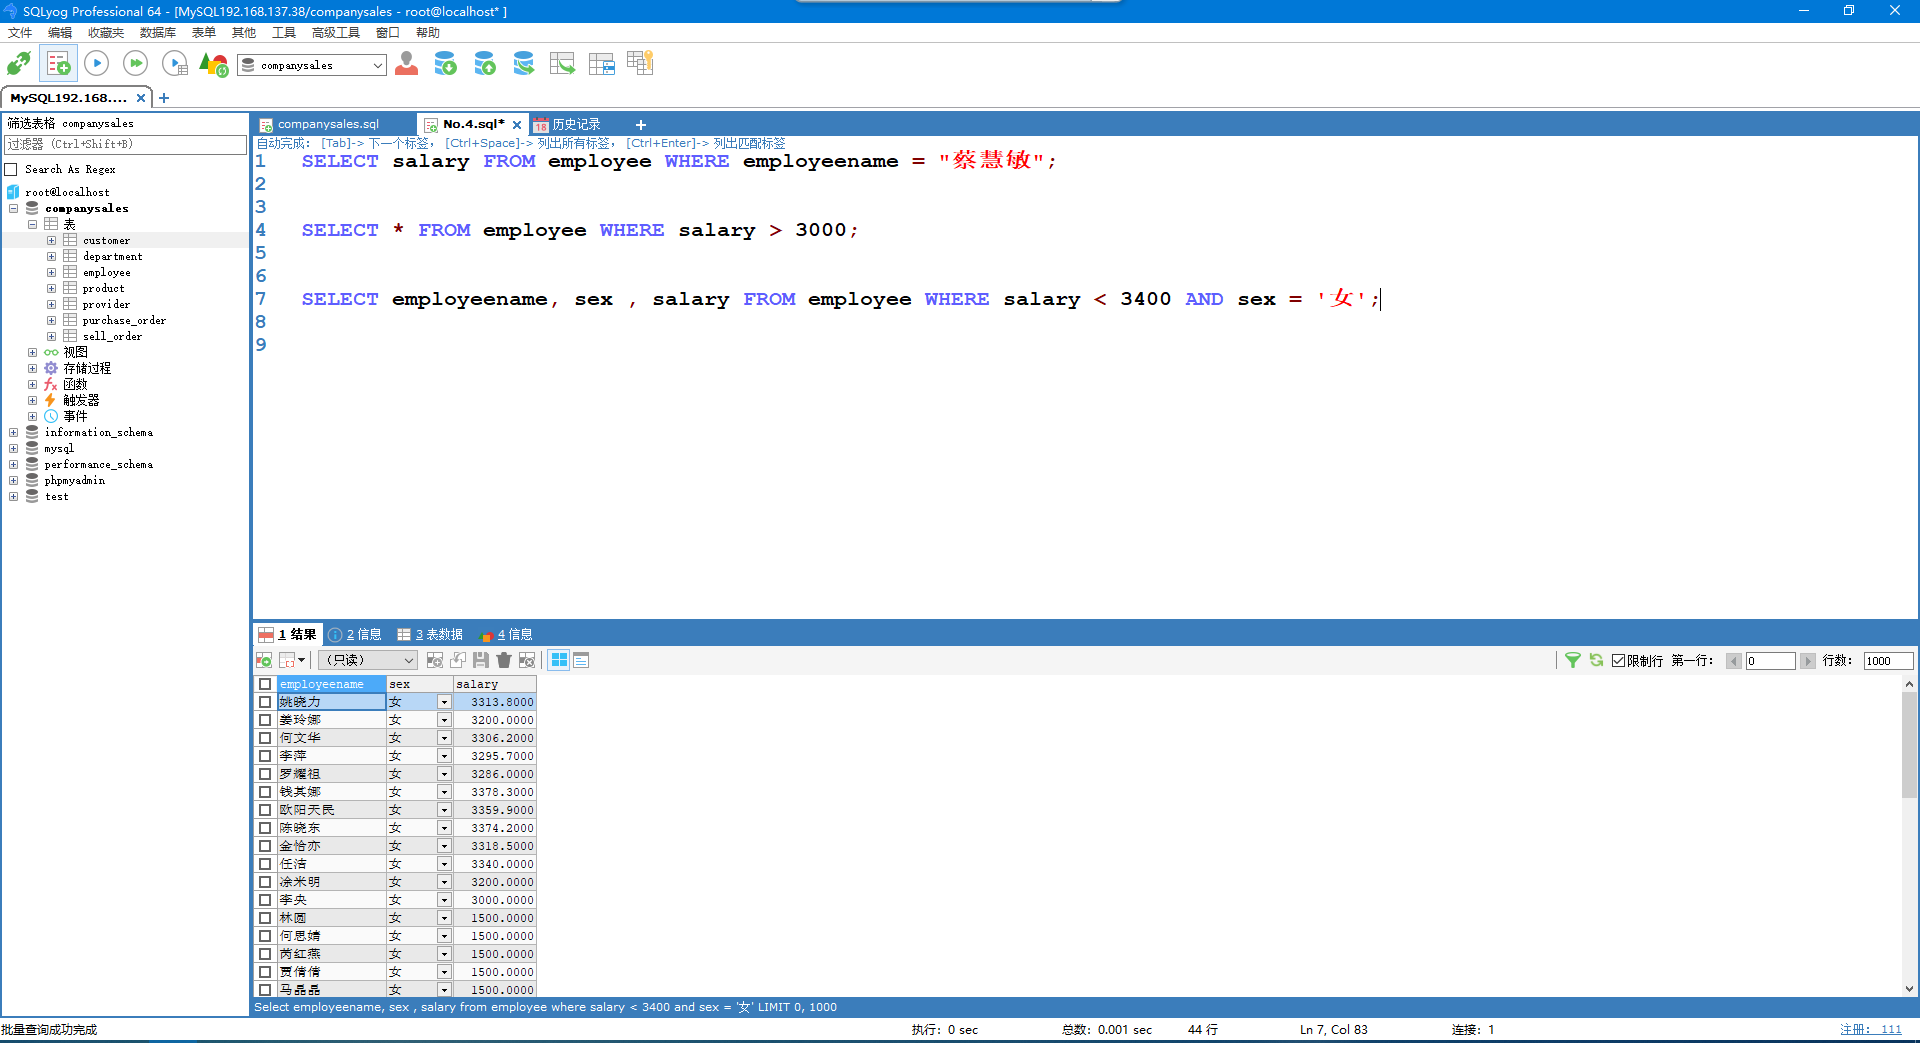 SQLyog Professional 64 - [MySQL192.168.137.38/companysales - root@localhost* ]
文件 编辑 收藏夹 数据库 表单 其他 工具 高级工具 窗口 帮助
companysales
MySQL192.168....
筛选表格 companysales
过滤器 (Ctrl+Shift+B)
Search As Regex
root@localhost
companysales
表
customer
department
employee
product
provider
purchase_order
sell_order
视图
存储过程
函数
触发器
事件
information_schema
mysql
performance_schema
phpmyadmin
test
companysales.sql No.4.sql* 18 历史记录
自动完成: [Tab]-> 下一个标签, [Ctrl+Space]-> 列出所有标签, [Ctrl+Enter]-> 列出匹配标签
1 SELECT salary FROM employee WHERE employeename = "蔡慧敏";
2
3
4 SELECT * FROM employee WHERE salary > 3000;
5
6
7 SELECT employeename, sex , salary FROM employee WHERE salary < 3400 AND sex = '女';
8
9
1 结果 2 信息 3 表数据 4 信息
(只读) 限制行 第一行: 0 行数: 1000
employeename sex salary
姚晓力 女 3313.8000
姜玲娜 女 3200.0000
何文华 女 3306.2000
李萍 女 3295.7000
罗耀祖 女 3286.0000
钱其娜 女 3378.3000
欧阳天民 女 3359.9000
陈晓东 女 3374.2000
金恰亦 女 3318.5000
任洁 女 3340.0000
凃米明 女 3200.0000
李央 女 3000.0000
林圆 女 1500.0000
何思婧 女 1500.0000
芮红燕 女 1500.0000
贾倩倩 女 1500.0000
马晶晶 女 1500.0000
Select employeename, sex , salary from employee where salary < 3400 and sex = '女' LIMIT 0, 1000
批量查询成功完成 执行: 0 sec 总数: 0.001 sec 44 行 Ln 7, Col 83 连接: 1 注册: 111